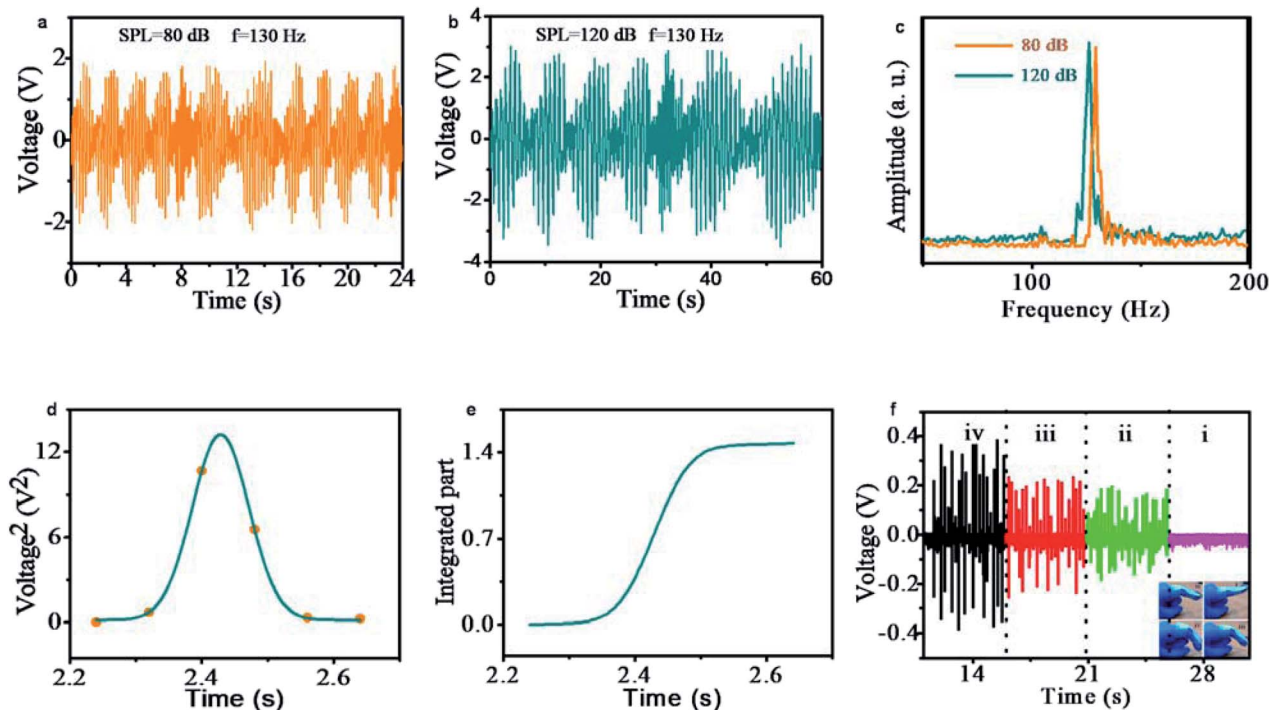 a
SPL=80 dB f=130 Hz
Voltage (V)
2
0
-2
0 4 8 12 16 20 24
Time (s)
b
SPL=120 dB f=130 Hz
Voltage (V)
4
2
0
-2
-4
0 20 40 60
Time (s)
c
80 dB
120 dB
Amplitude (a. u.)
100 200
Frequency (Hz)
d
Voltage² (V²)
12
6
0
2.2 2.4 2.6
Time (s)
e
Integrated part
1.4
0.7
0.0
2.2 2.4 2.6
Time (s)
f
iv iii ii i
Voltage (V)
0.4
0.2
0.0
-0.2
-0.4
14 21 28
Time (s)